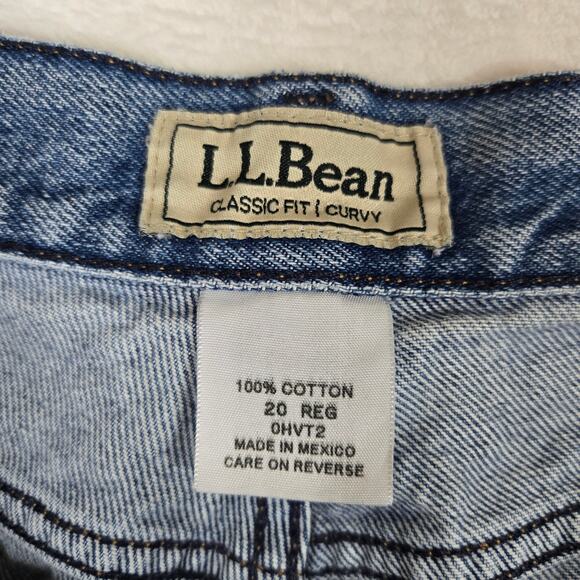 L.L.Bean
CLASSIC FIT { CURVY
100% COTTON
20 REG
0HVT2
MADE IN MEXICO
CARE ON REVERSE